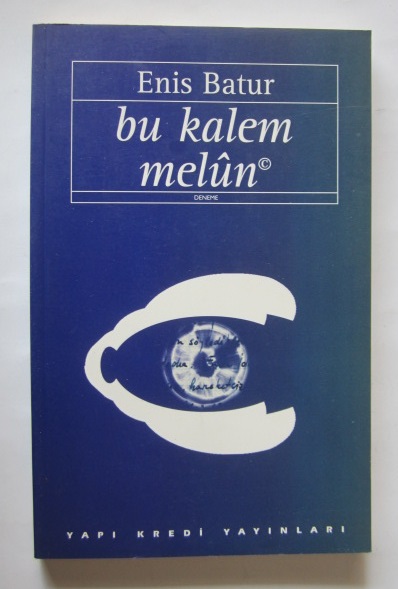 Enis Batur
bu kalem
melûn©
DENEME
YAPI KREDİ YAYINLARI